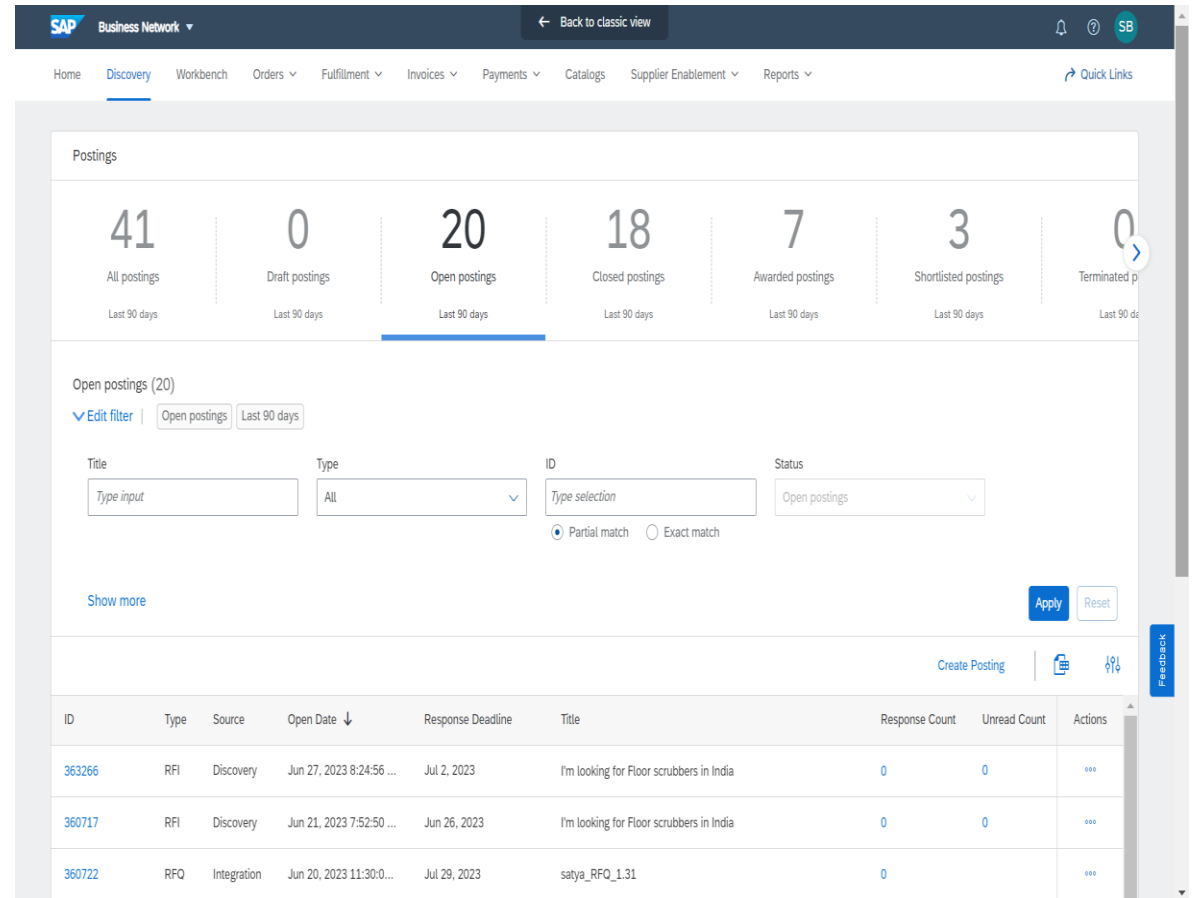 SAP Business Network ← Back to classic view SB
Home Discovery Workbench Orders Fulfillment Invoices Payments Catalogs Supplier Enablement Reports Quick Links
Postings
41 0 20 18 7 3 0
All postings Draft postings Open postings Closed postings Awarded postings Shortlisted postings Terminated p
Last 90 days Last 90 days Last 90 days Last 90 days Last 90 days Last 90 days Last 90 da
Open postings (20)
Edit filter | Open postings Last 90 days
Title Type ID Status
Type input All Type selection Open postings
Partial match Exact match
Show more Apply Reset
Feedback
Create Posting
ID Type Source Open Date ↓ Response Deadline Title Response Count Unread Count Actions
363266 RFI Discovery Jun 27, 2023 8:24:56 ... Jul 2, 2023 I'm looking for Floor scrubbers in India 0 0
360717 RFI Discovery Jun 21, 2023 7:52:50 ... Jun 26, 2023 I'm looking for Floor scrubbers in India 0 0
360722 RFQ Integration Jun 20, 2023 11:30:0... Jul 29, 2023 satya_RFQ_1.31 0